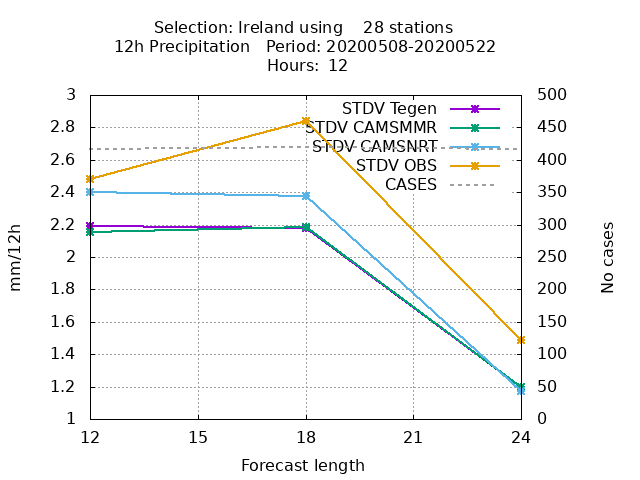 Selection: Ireland using    28 stations
12h Precipitation   Period: 20200508-20200522
Hours:  12
3
2.8
2.6
2.4
2.2
2
1.8
1.6
1.4
1.2
1
500
450
400
350
300
250
200
150
100
50
0
mm/12h
No cases
STDV Tegen
STDV CAMSMMR
STDV CAMSNRT
STDV OBS
CASES
12 15 18 21 24
Forecast length